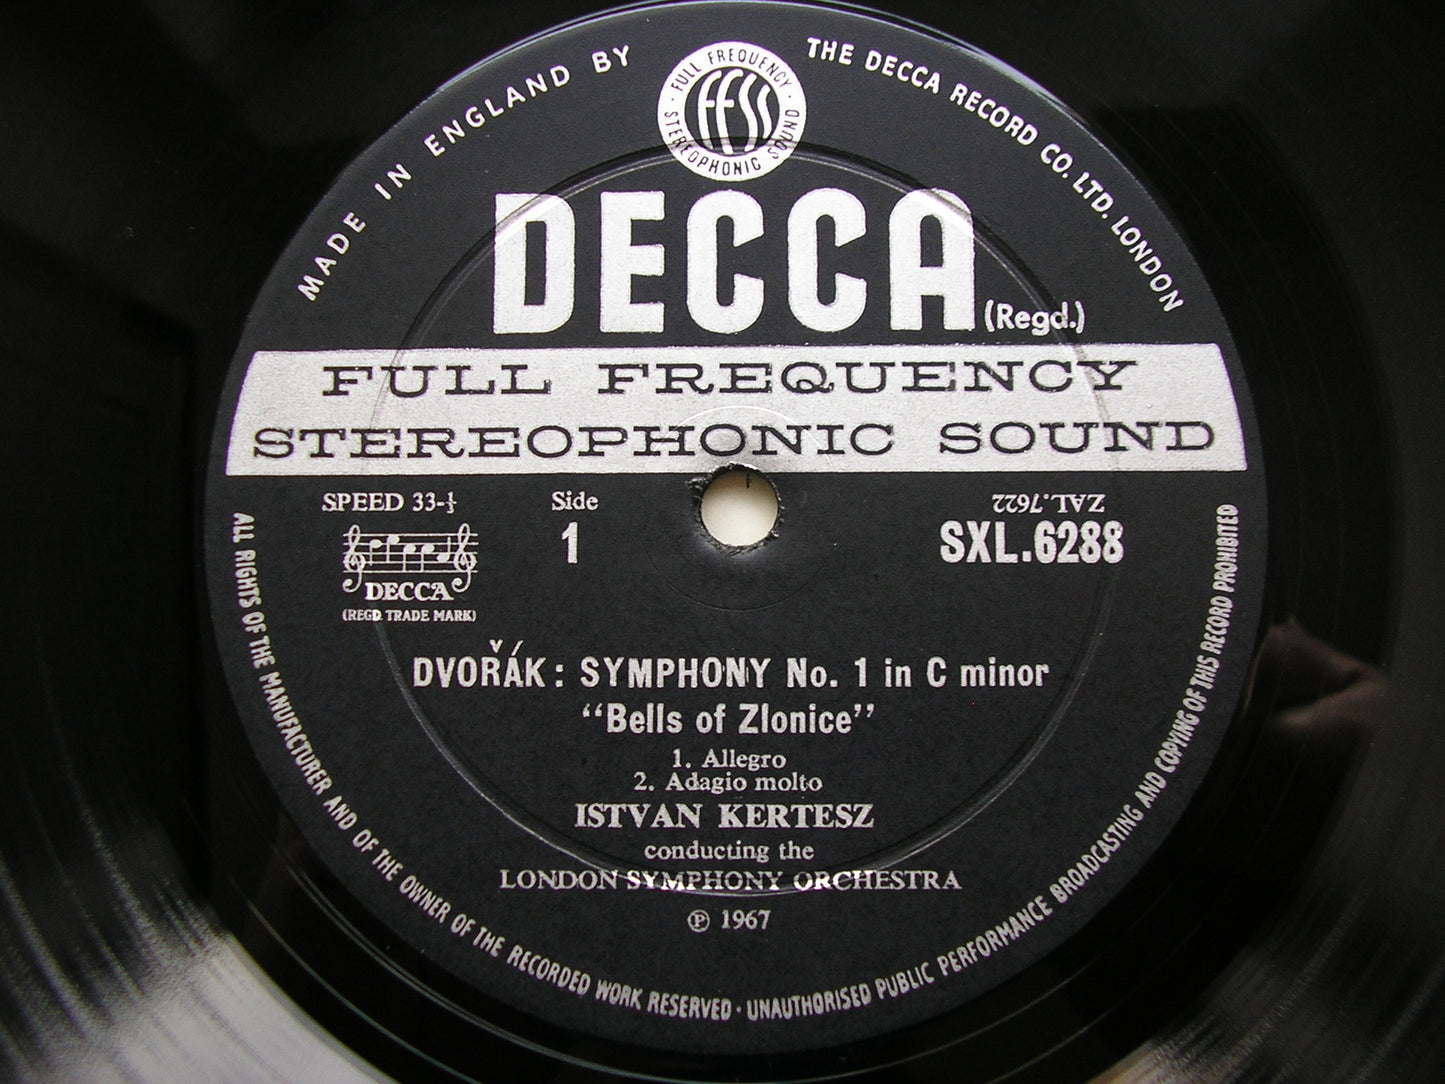 MADE IN ENGLAND BY
THE DECCA RECORD CO. LTD. LONDON
FULL FREQUENCY
FFSS
STEREOPHONIC SOUND
DECCA (Regd.)
FULL FREQUENCY
STEREOPHONIC SOUND
SPEED 33-⅓
Side
1
ZAL.7622
SXL.6288
DECCA
(REGD. TRADE MARK)
DVOŘÁK: SYMPHONY No. 1 in C minor
“Bells of Zlonice”
1. Allegro
2. Adagio molto
ISTVAN KERTESZ
conducting the
LONDON SYMPHONY ORCHESTRA
℗ 1967
ALL RIGHTS OF THE MANUFACTURER AND OF THE OWNER OF THE RECORDED WORK RESERVED · UNAUTHORISED PUBLIC PERFORMANCE BROADCASTING AND COPYING OF THIS RECORD PROHIBITED